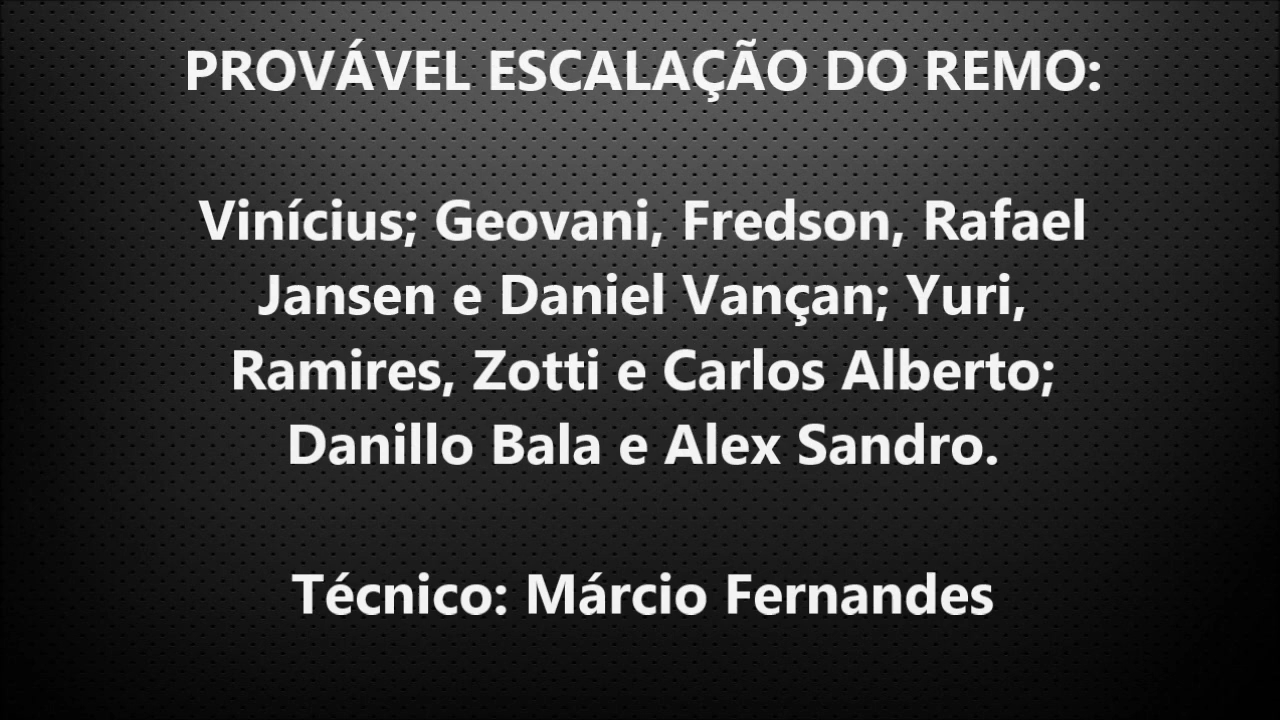 PROVÁVEL ESCALAÇÃO DO REMO:
Vinícius; Geovani, Fredson, Rafael
Jansen e Daniel Vançan; Yuri,
Ramires, Zotti e Carlos Alberto;
Danillo Bala e Alex Sandro.
Técnico: Márcio Fernandes